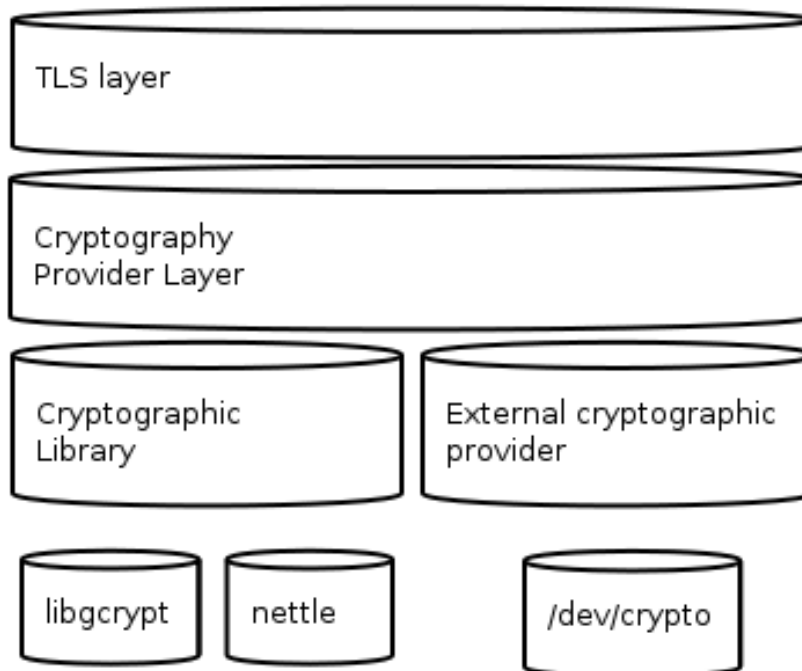 TLS layer
Cryptography
Provider Layer
Cryptographic
Library
External cryptographic
provider
libgcrypt
nettle
/dev/crypto